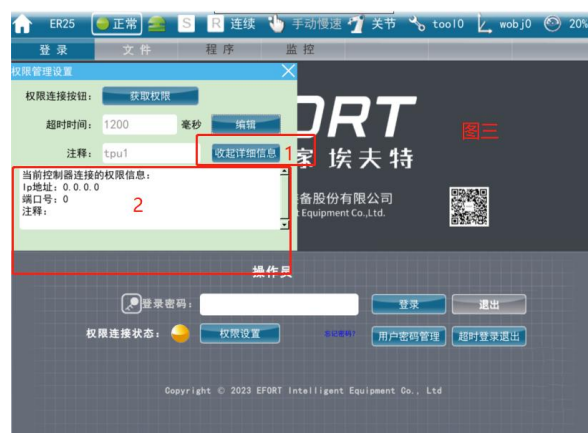 ER25 正常 S R 连续 手动慢速 关节 tool0 wobj0 20%
登录 文件 程序 监控
权限管理设置
权限连接按钮： 获取权限
超时时间： 1200 毫秒 编辑
注释： tpu1 收起详细信息 1
当前控制器连接的权限信息：
Ip地址：0.0.0.0
端口号：0
注释：
2
FORT
图三
家 埃夫特
备股份有限公司
t Equipment Co.,Ltd.
操作员
登录密码： 登录 退出
权限连接状态： 权限设置 忘记密码? 用户密码管理 超时登录退出
Copyright © 2023 EFORT Intelligent Equipment Co., Ltd